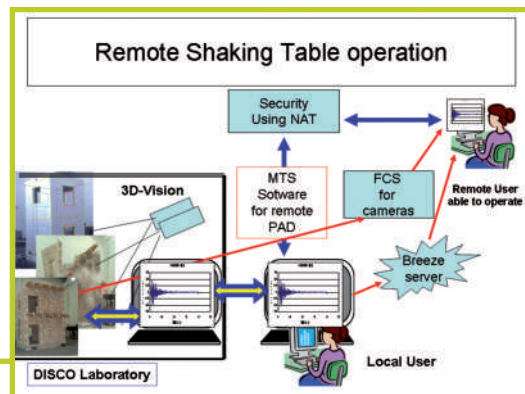 Remote Shaking Table operation
Security
Using NAT
3D-Vision
MTS
Sotware
for remote
PAD
FCS
for
cameras
Remote User
able to operate
Breeze
server
Local User
DISCO Laboratory